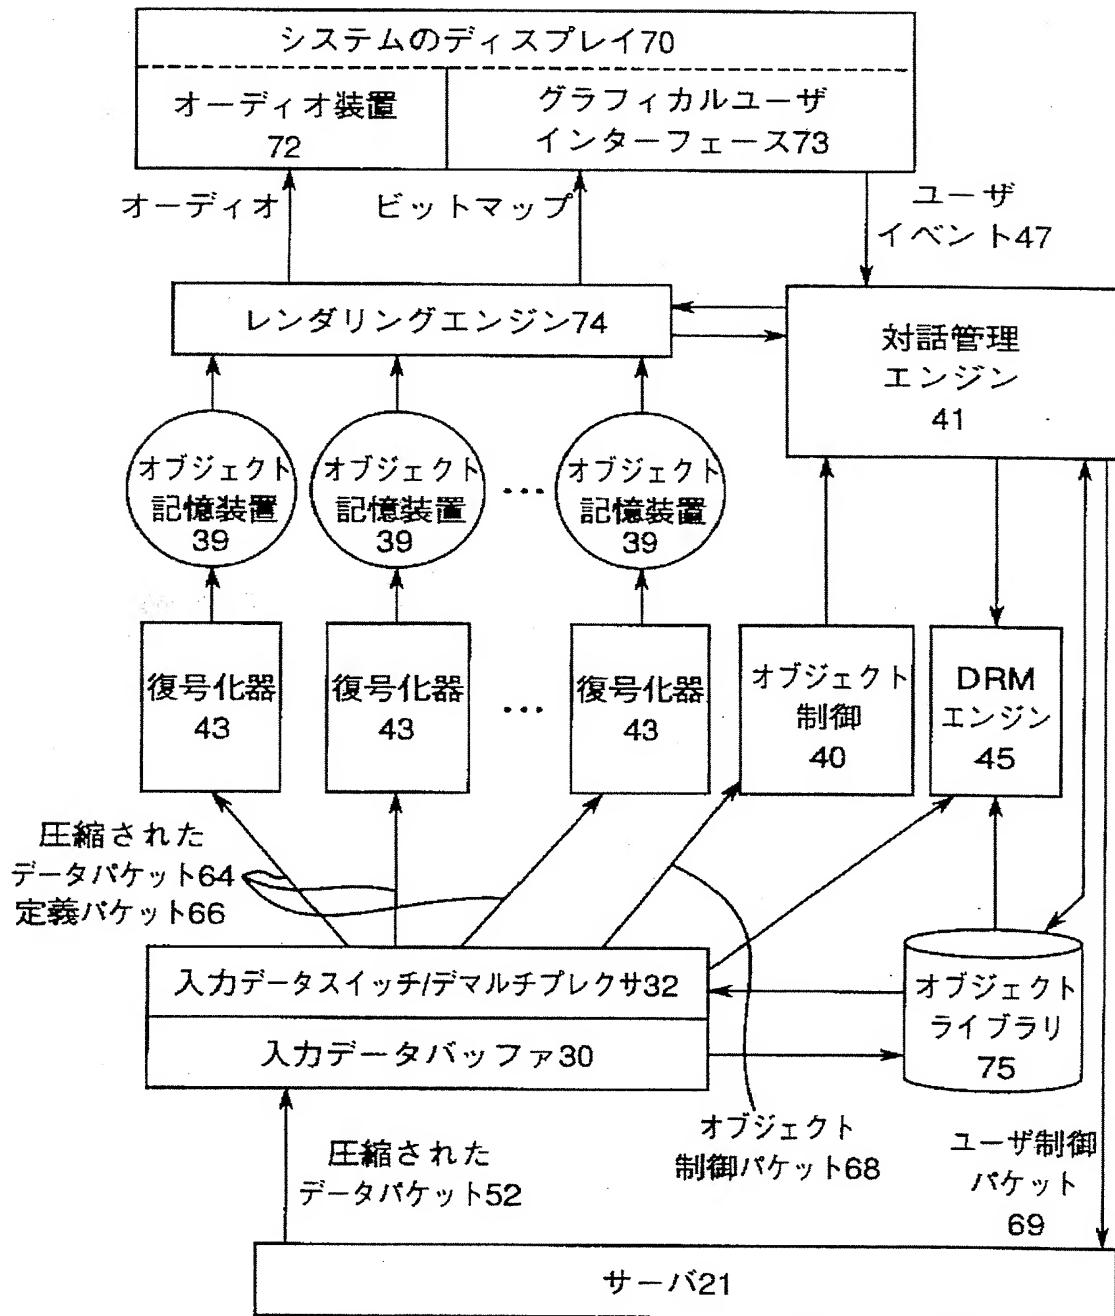 システムのディスプレイ70
オーディオ装置
72
グラフィカルユーザ
インターフェース73
オーディオ
ビットマップ
ユーザ
イベント47
レンダリングエンジン74
対話管理
エンジン
41
オブジェクト
記憶装置
39
オブジェクト
記憶装置
39
...
オブジェクト
記憶装置
39
復号化器
43
復号化器
43
...
復号化器
43
オブジェクト
制御
40
DRM
エンジン
45
圧縮された
データパケット64
定義パケット66
入力データスイッチ/デマルチプレクサ32
入力データバッファ30
オブジェクト
ライブラリ
75
圧縮された
データパケット52
オブジェクト
制御パケット68
ユーザ制御
パケット
69
サーバ21